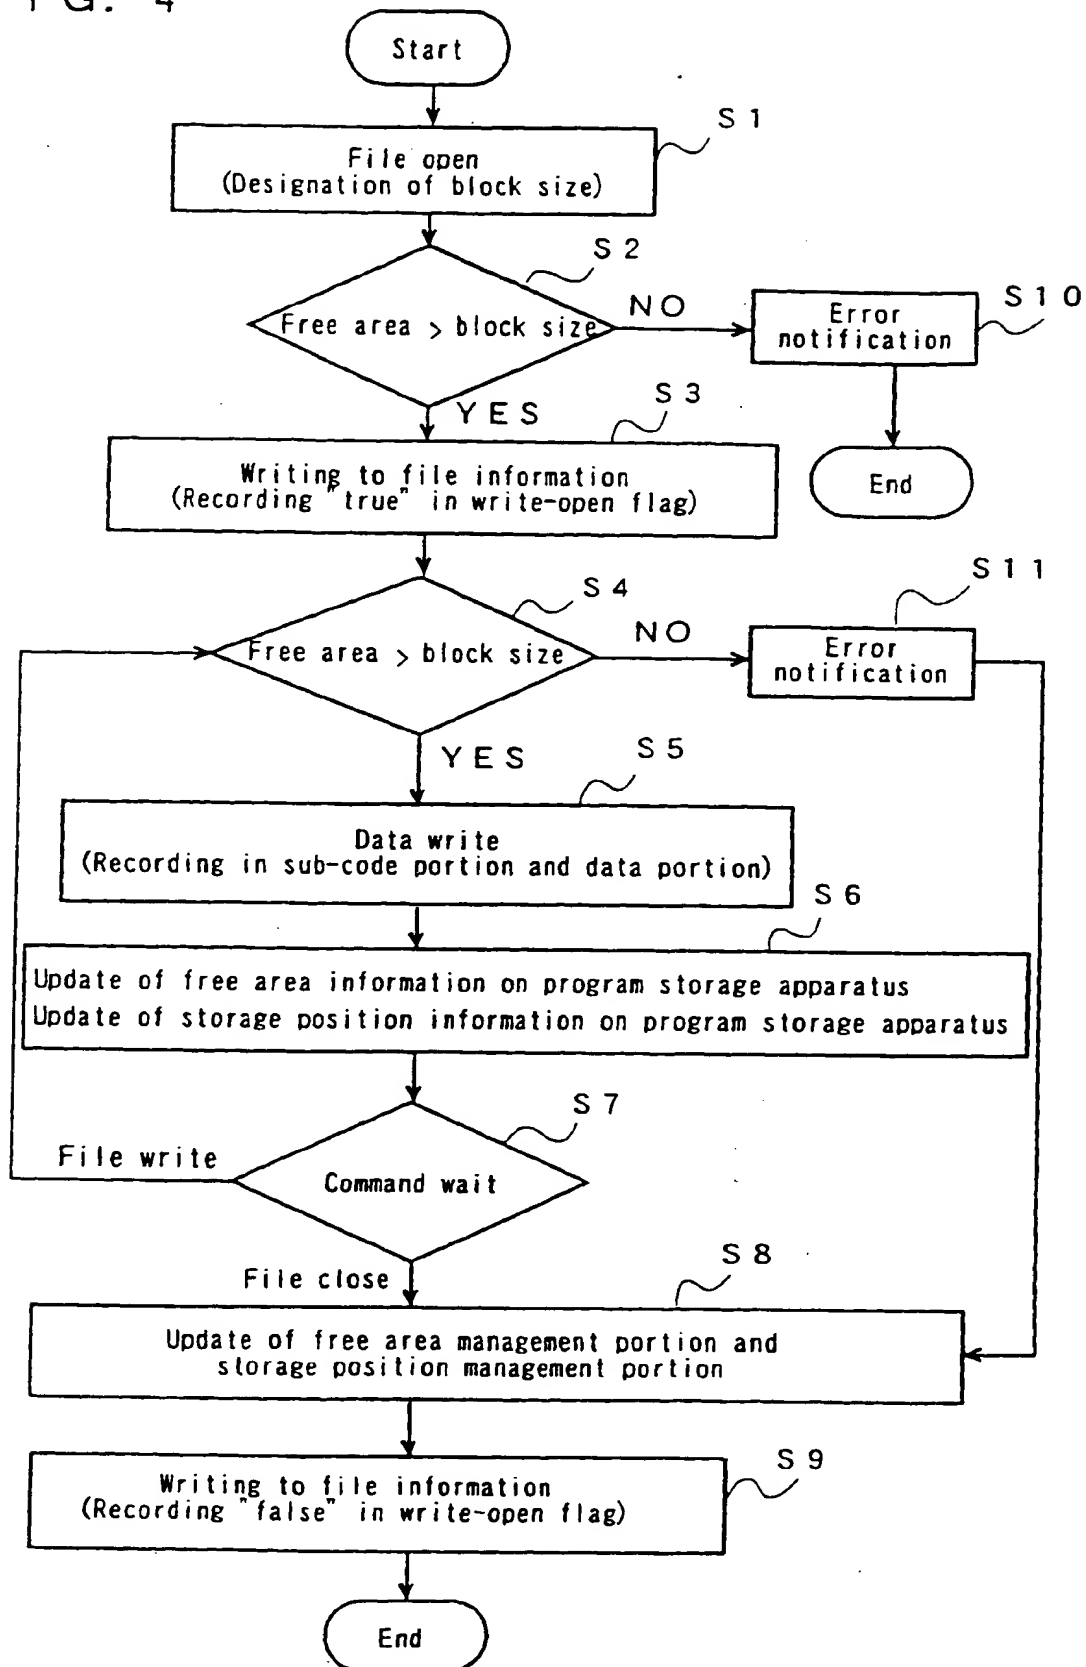 FG. 4
Start
S1
File open
(Designation of block size)
S2
Free area > block size
NO
S10
Error
notification
YES
S3
End
Writing to file information
(Recording "true" in write-open flag)
S4
S11
Free area > block size
NO
Error
notification
YES
S5
Data write
(Recording in sub-code portion and data portion)
S6
Update of free area information on program storage apparatus
Update of storage position information on program storage apparatus
S7
File write
Command wait
File close
S8
Update of free area management portion and
storage position management portion
S9
Writing to file information
(Recording "false" in write-open flag)
End